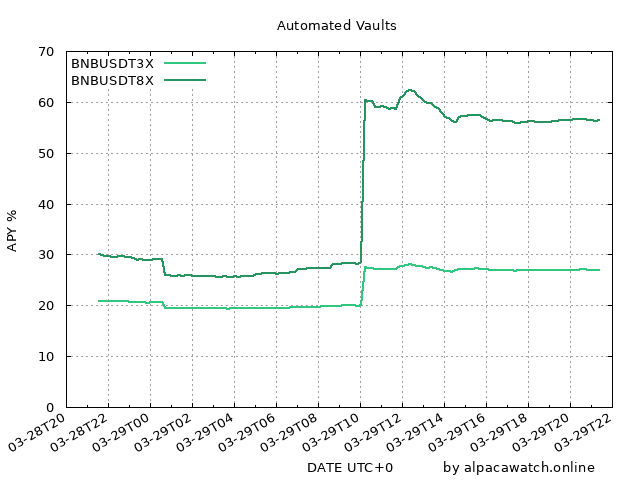 Automated Vaults
BNBUSDT3X
BNBUSDT8X
APY %
70
60
50
40
30
20
10
0
03-28T20
03-28T22
03-29T00
03-29T02
03-29T04
03-29T06
03-29T08
03-29T10
03-29T12
03-29T14
03-29T16
03-29T18
03-29T20
03-29T22
DATE UTC+0
by alpacawatch.online